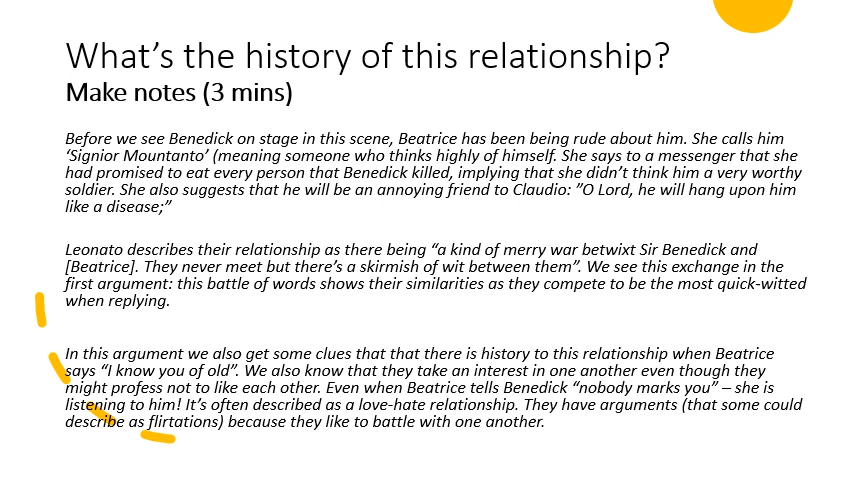 What's the history of this relationship?
Make notes (3 mins)
Before we see Benedick on stage in this scene, Beatrice has been being rude about him. She calls him
‘Signior Mountanto’ (meaning someone who thinks highly of himself. She says to a messenger that she
had promised to eat every person that Benedick killed, implying that she didn’t think him a very worthy
soldier. She also suggests that he will be an annoying friend to Claudio: ”O Lord, he will hang upon him
like a disease;”
Leonato describes their relationship as there being “a kind of merry war betwixt Sir Benedick and
[Beatrice]. They never meet but there’s a skirmish of wit between them”. We see this exchange in the
first argument: this battle of words shows their similarities as they compete to be the most quick-witted
when replying.
In this argument we also get some clues that that there is history to this relationship when Beatrice
says “I know you of old”. We also know that they take an interest in one another even though they
might profess not to like each other. Even when Beatrice tells Benedick “nobody marks you” – she is
listening to him! It’s often described as a love-hate relationship. They have arguments (that some could
describe as flirtations) because they like to battle with one another.